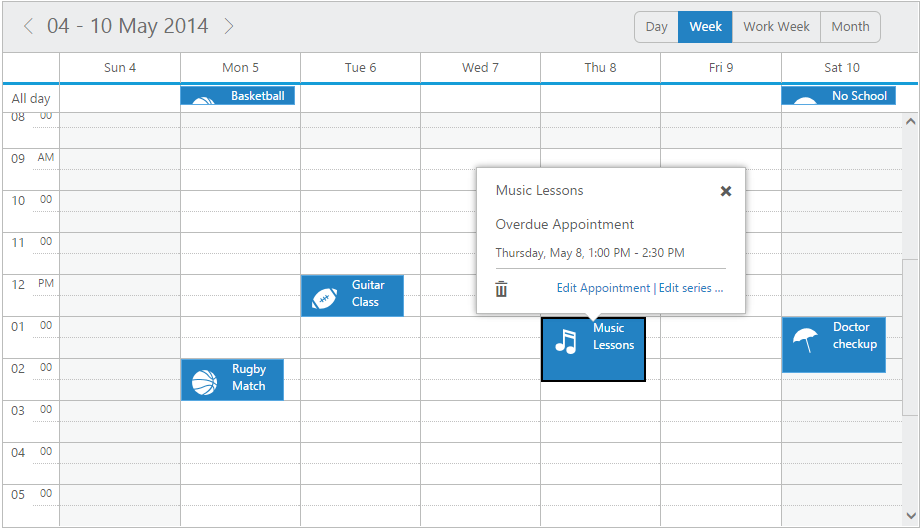 04 - 10 May 2014
Day Week Work Week Month
Sun 4 Mon 5 Tue 6 Wed 7 Thu 8 Fri 9 Sat 10
All day Basketball No School
08 00
09 AM
10 00
11 00
12 PM
01 00
02 00
03 00
04 00
05 00
Guitar
Class
Rugby
Match
Music Lessons
Overdue Appointment
Thursday, May 8, 1:00 PM - 2:30 PM
Edit Appointment | Edit series ...
Music
Lessons
Doctor
checkup